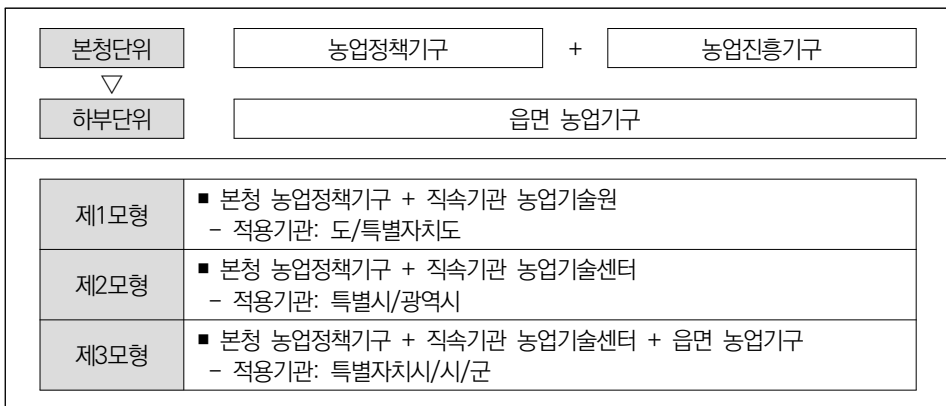 본청단위 농업정책기구 + 농업진흥기구
▽
하부단위 읍면 농업기구
제1모형
■ 본청 농업정책기구 + 직속기관 농업기술원
- 적용기관: 도/특별자치도
제2모형
■ 본청 농업정책기구 + 직속기관 농업기술센터
- 적용기관: 특별시/광역시
제3모형
■ 본청 농업정책기구 + 직속기관 농업기술센터 + 읍면 농업기구
- 적용기관: 특별자치시/시/군